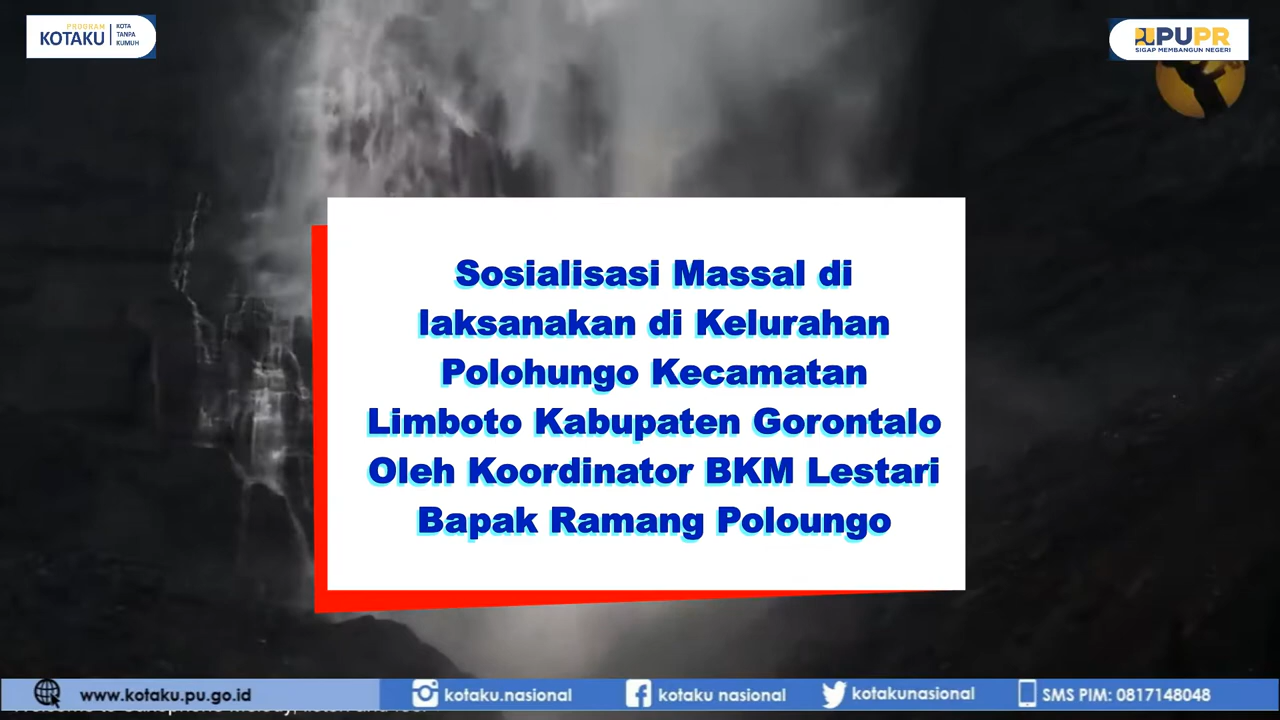 PROGRAM
KOTAKU
KOTA
TANPA
KUMUH
PUPR
SIGAP MEMBANGUN NEGERI
Sosialisasi Massal di
laksanakan di Kelurahan
Polohungo Kecamatan
Limboto Kabupaten Gorontalo
Oleh Koordinator BKM Lestari
Bapak Ramang Poloungo
www.kotaku.pu.go.id
kotaku.nasional
kotaku nasional
kotakunasional
SMS PIM: 0817148048